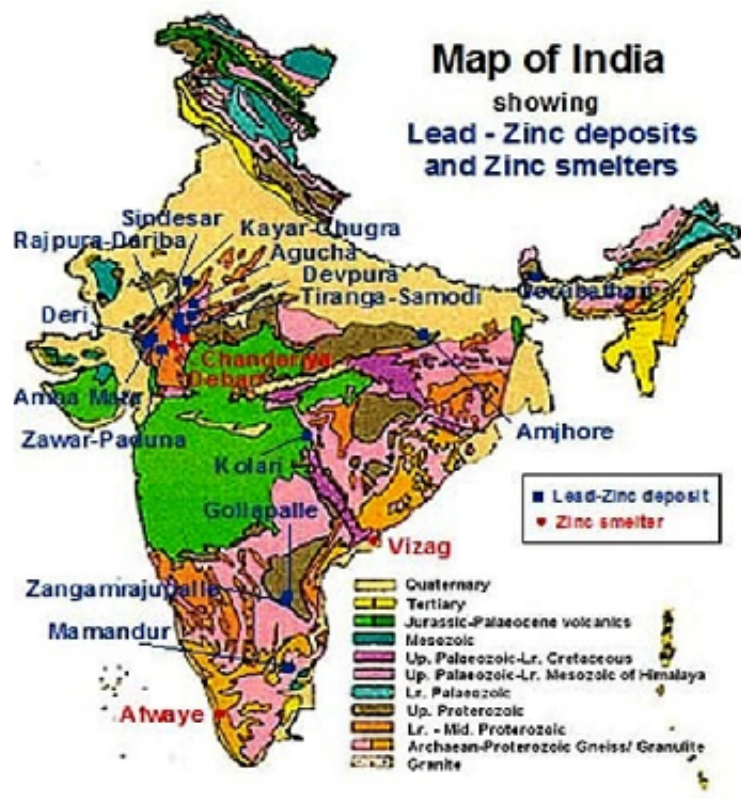 Map of India
showing
Lead - Zinc deposits
and Zinc smelters
Sindesar
Kayar-Ghugra
Rajpura-Dariba
Agucha
Devpura
Tiranga-Samodi
Deri
Chanderiya
Debari
Amba Mata
Zawar-Paduna
Amjhore
Kolari
Gollapalle
Vizag
Zangamrajupalle
Mamandur
Alwaye
Lead-Zinc deposit
Zinc smelter
Quaternary
Tertiary
Jurassic-Palaeocene volcanics
Mesozoic
Up. Palaeozoic-Lr. Cretaceous
Up. Palaeozoic-Lr. Mesozoic of Himalaya
Lr. Palaeozoic
Up. Proterozoic
Lr. - Mid. Proterozoic
Archaean-Proterozoic Gneiss/ Granulite
Granite